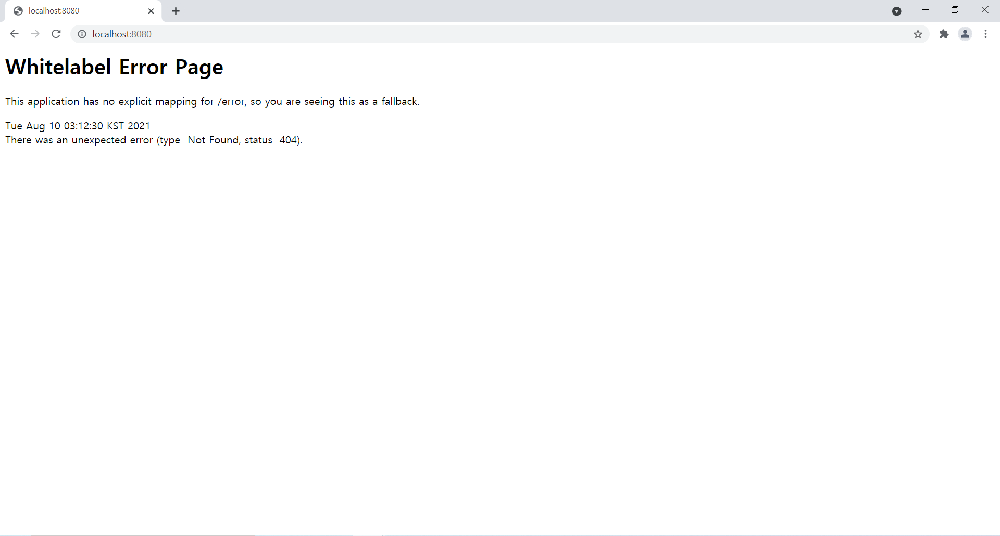 localhost:8080
localhost:8080
Whitelabel Error Page
This application has no explicit mapping for /error, so you are seeing this as a fallback.
Tue Aug 10 03:12:30 KST 2021
There was an unexpected error (type=Not Found, status=404).